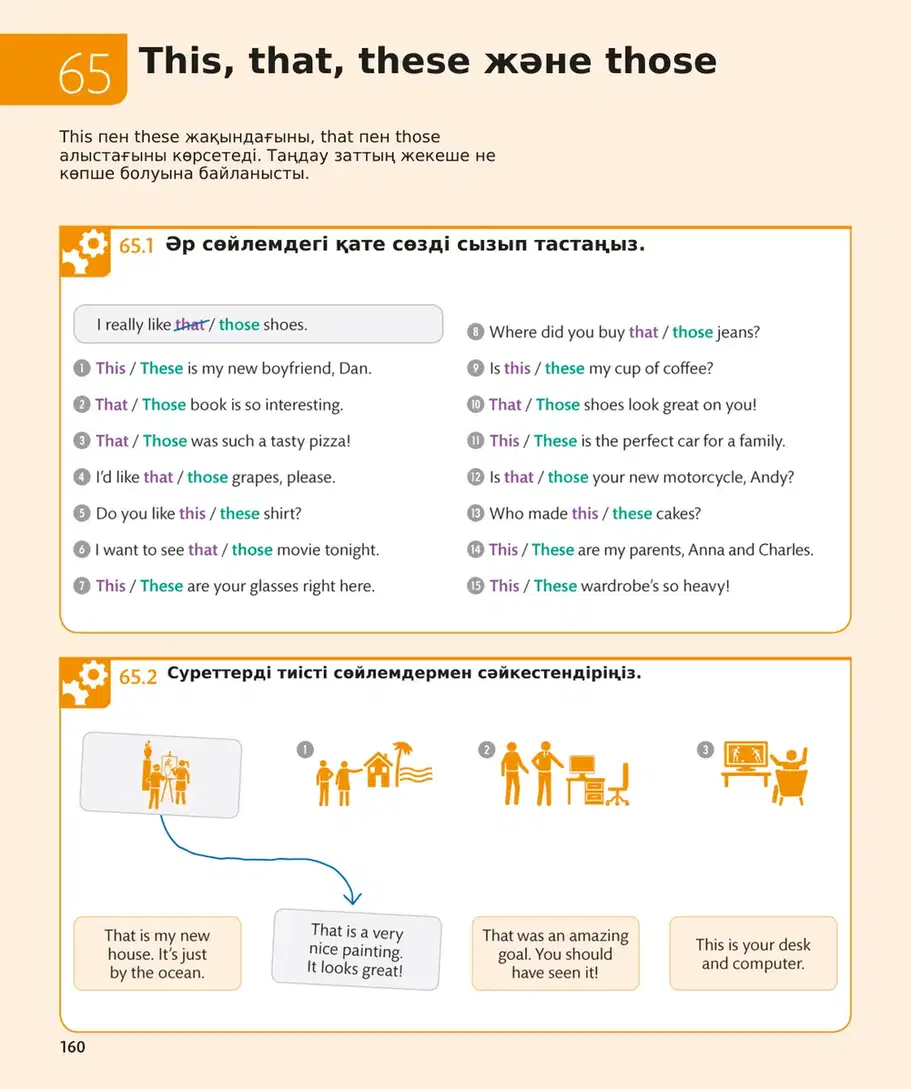 65
This, that, these және those
This пен these жақындағыны, that пен those
алыстағыны көрсетеді. Таңдау заттың жекеше не
көпше болуына байланысты.
65.1 Әр сөйлемдегі қате сөзді сызып тастаңыз.
I really like that / those shoes.
1 This / These is my new boyfriend, Dan.
2 That / Those book is so interesting.
3 That / Those was such a tasty pizza!
4 I'd like that / those grapes, please.
5 Do you like this / these shirt?
6 I want to see that / those movie tonight.
7 This / These are your glasses right here.
8 Where did you buy that / those jeans?
9 Is this / these my cup of coffee?
10 That / Those shoes look great on you!
11 This / These is the perfect car for a family.
12 Is that / those your new motorcycle, Andy?
13 Who made this / these cakes?
14 This / These are my parents, Anna and Charles.
15 This / These wardrobe's so heavy!
65.2 Суреттерді тиісті сөйлемдермен сәйкестендіріңіз.
1
2
3
That is my new
house. It's just
by the ocean.
That is a very
nice painting.
It looks great!
That was an amazing
goal. You should
have seen it!
This is your desk
and computer.
160